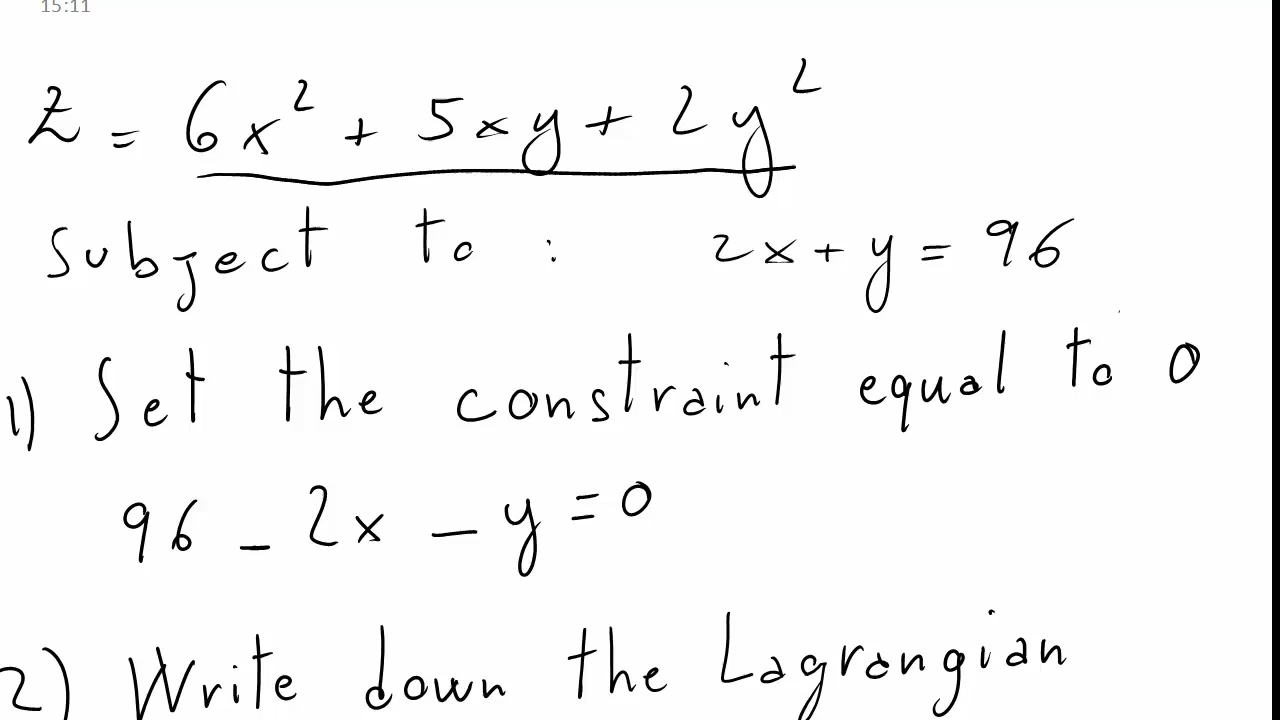 15:11
Z = 6x² + 5xy + 2y²
Subject to : 2x + y = 96
1) Set the constraint equal to 0
96 - 2x - y = 0
2) Write down the Lagrangian